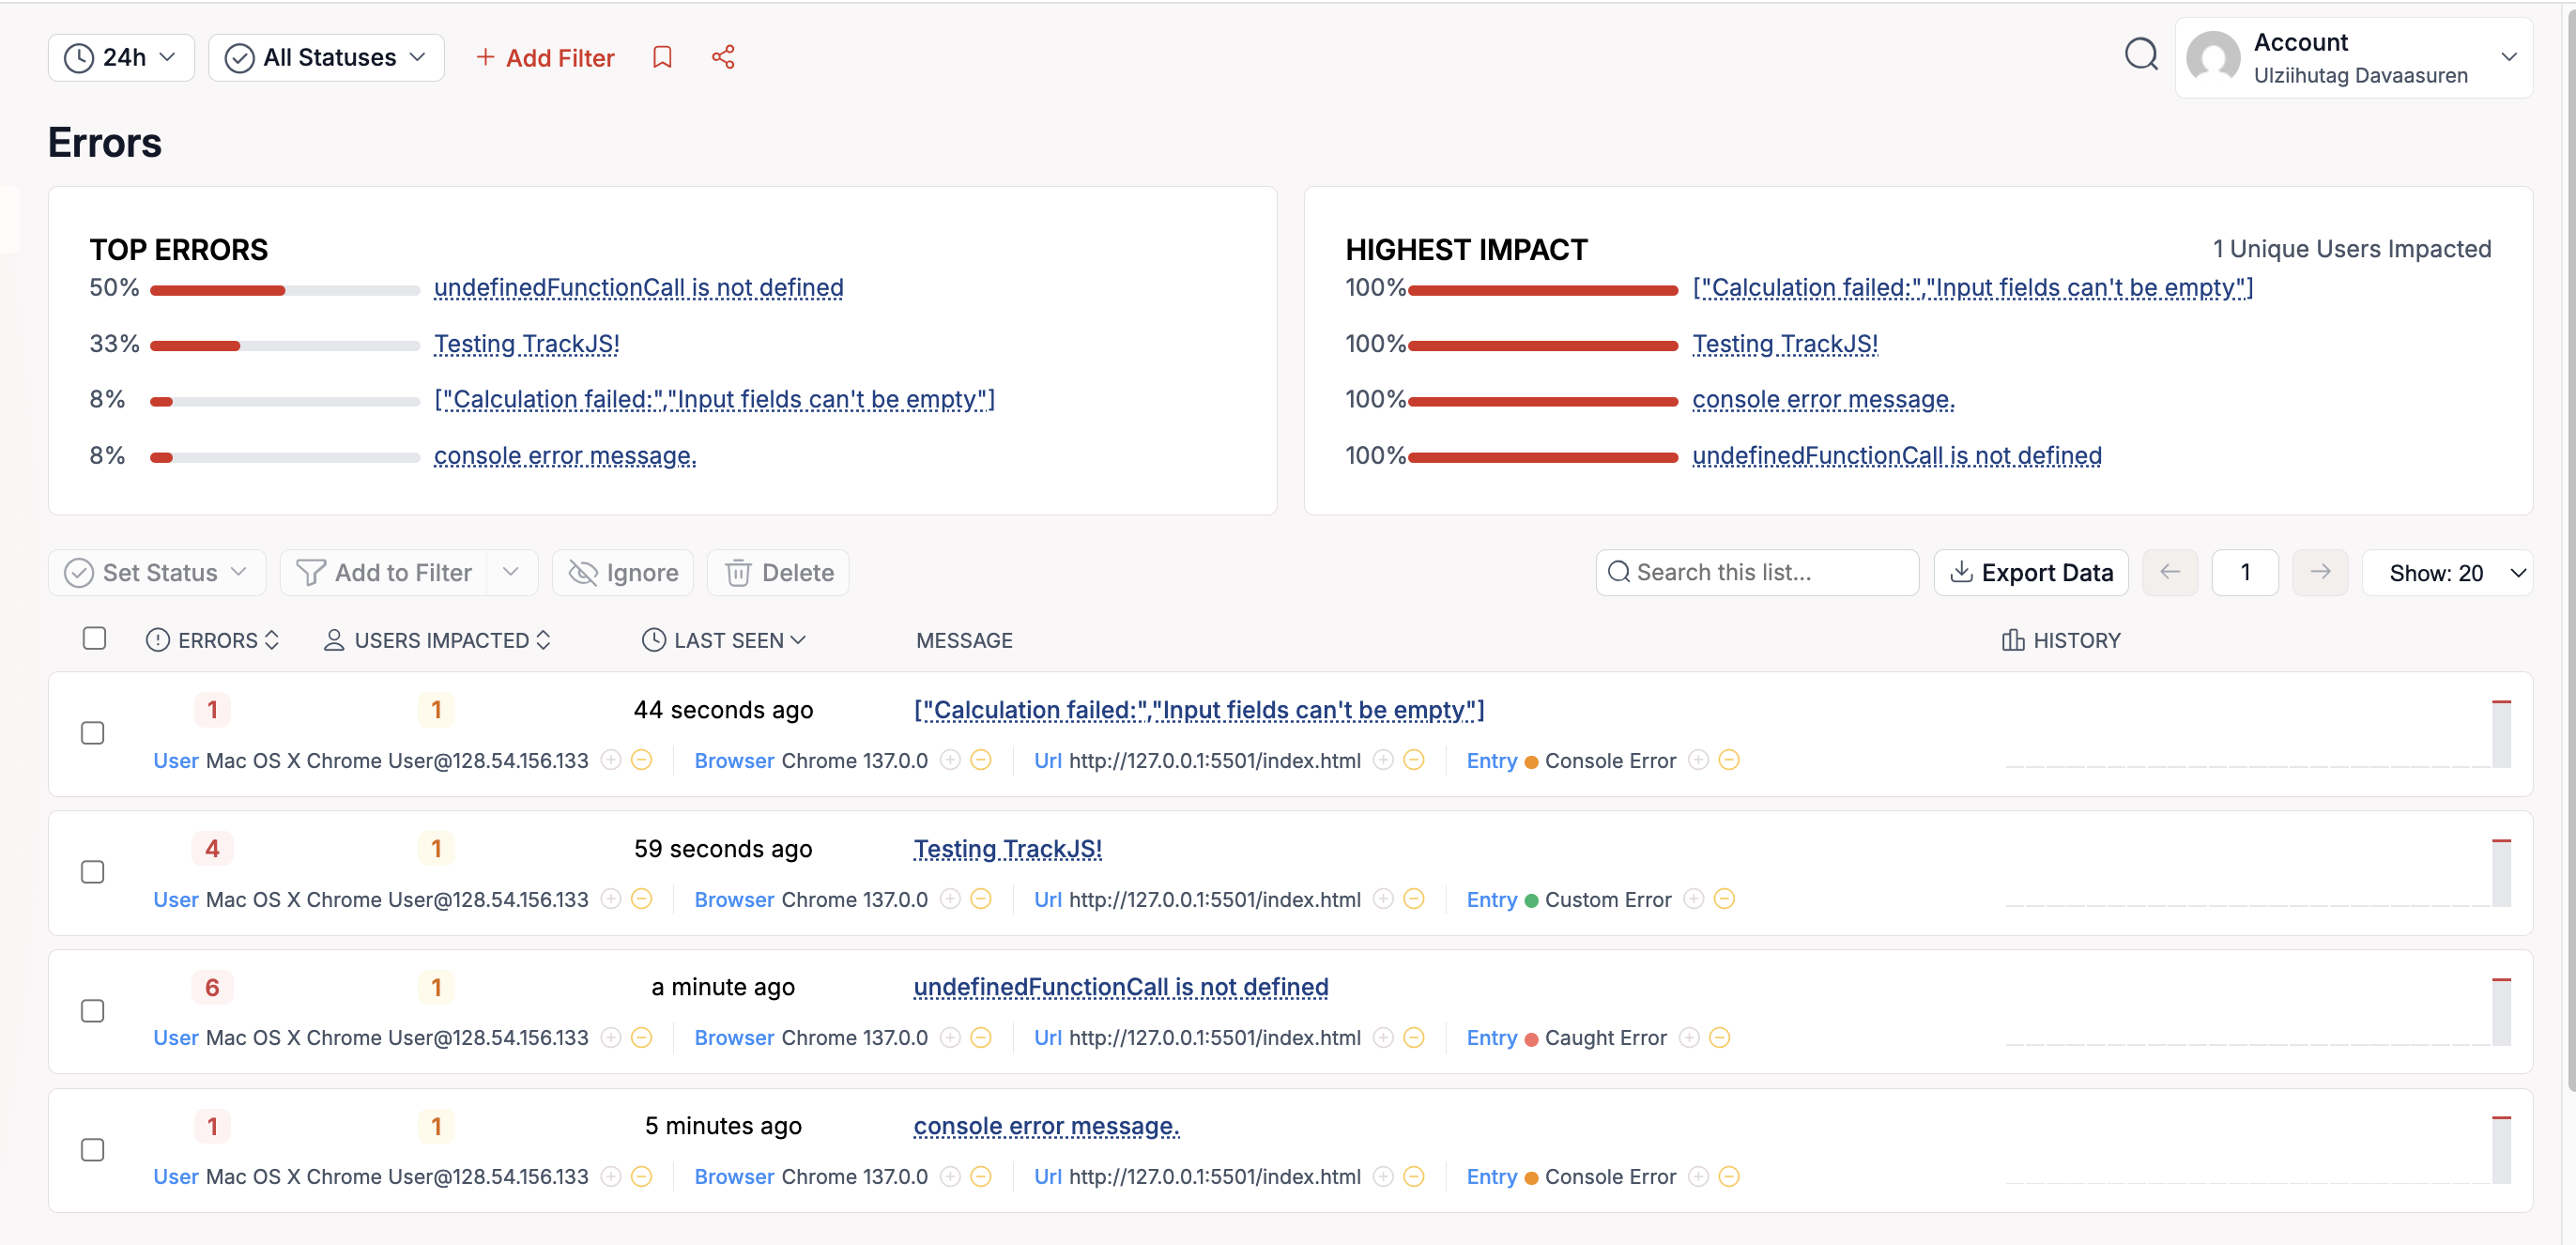 24h
All Statuses
+ Add Filter
Account
Ulziihutag Davaasuren
Errors
TOP ERRORS
50% undefinedFunctionCall is not defined
33% Testing TrackJS!
8% ["Calculation failed:","Input fields can't be empty"]
8% console error message.
HIGHEST IMPACT
1 Unique Users Impacted
100% ["Calculation failed:","Input fields can't be empty"]
100% Testing TrackJS!
100% console error message.
100% undefinedFunctionCall is not defined
Set Status
Add to Filter
Ignore
Delete
Search this list...
Export Data
1
Show: 20
ERRORS USERS IMPACTED LAST SEEN MESSAGE HISTORY
1 1 44 seconds ago ["Calculation failed:","Input fields can't be empty"]
User Mac OS X Chrome User@128.54.156.133 Browser Chrome 137.0.0 Url http://127.0.0.1:5501/index.html Entry Console Error
4 1 59 seconds ago Testing TrackJS!
User Mac OS X Chrome User@128.54.156.133 Browser Chrome 137.0.0 Url http://127.0.0.1:5501/index.html Entry Custom Error
6 1 a minute ago undefinedFunctionCall is not defined
User Mac OS X Chrome User@128.54.156.133 Browser Chrome 137.0.0 Url http://127.0.0.1:5501/index.html Entry Caught Error
1 1 5 minutes ago console error message.
User Mac OS X Chrome User@128.54.156.133 Browser Chrome 137.0.0 Url http://127.0.0.1:5501/index.html Entry Console Error